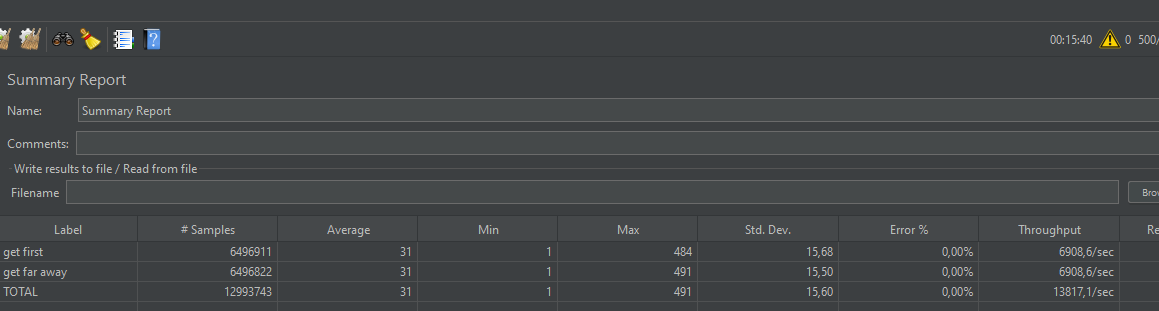 00:15:40 0 500/
Summary Report
Name: Summary Report
Comments:
Write results to file / Read from file
Filename Brow
Label # Samples Average Min Max Std. Dev. Error % Throughput Re
get first 6496911 31 1 484 15,68 0,00% 6908,6/sec
get far away 6496822 31 1 491 15,50 0,00% 6908,6/sec
TOTAL 12993743 31 1 491 15,60 0,00% 13817,1/sec